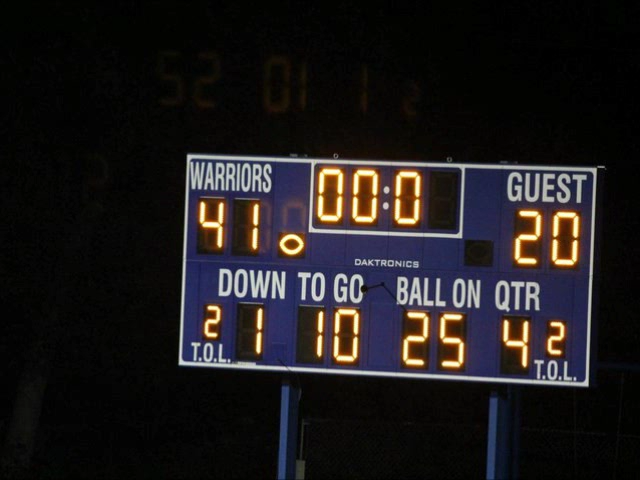 WARRIORS 00:0 GUEST
41 20
DAKTRONICS
DOWN TO GO BALL ON QTR
2 1 10 25 4 2
T.O.L. T.O.L.